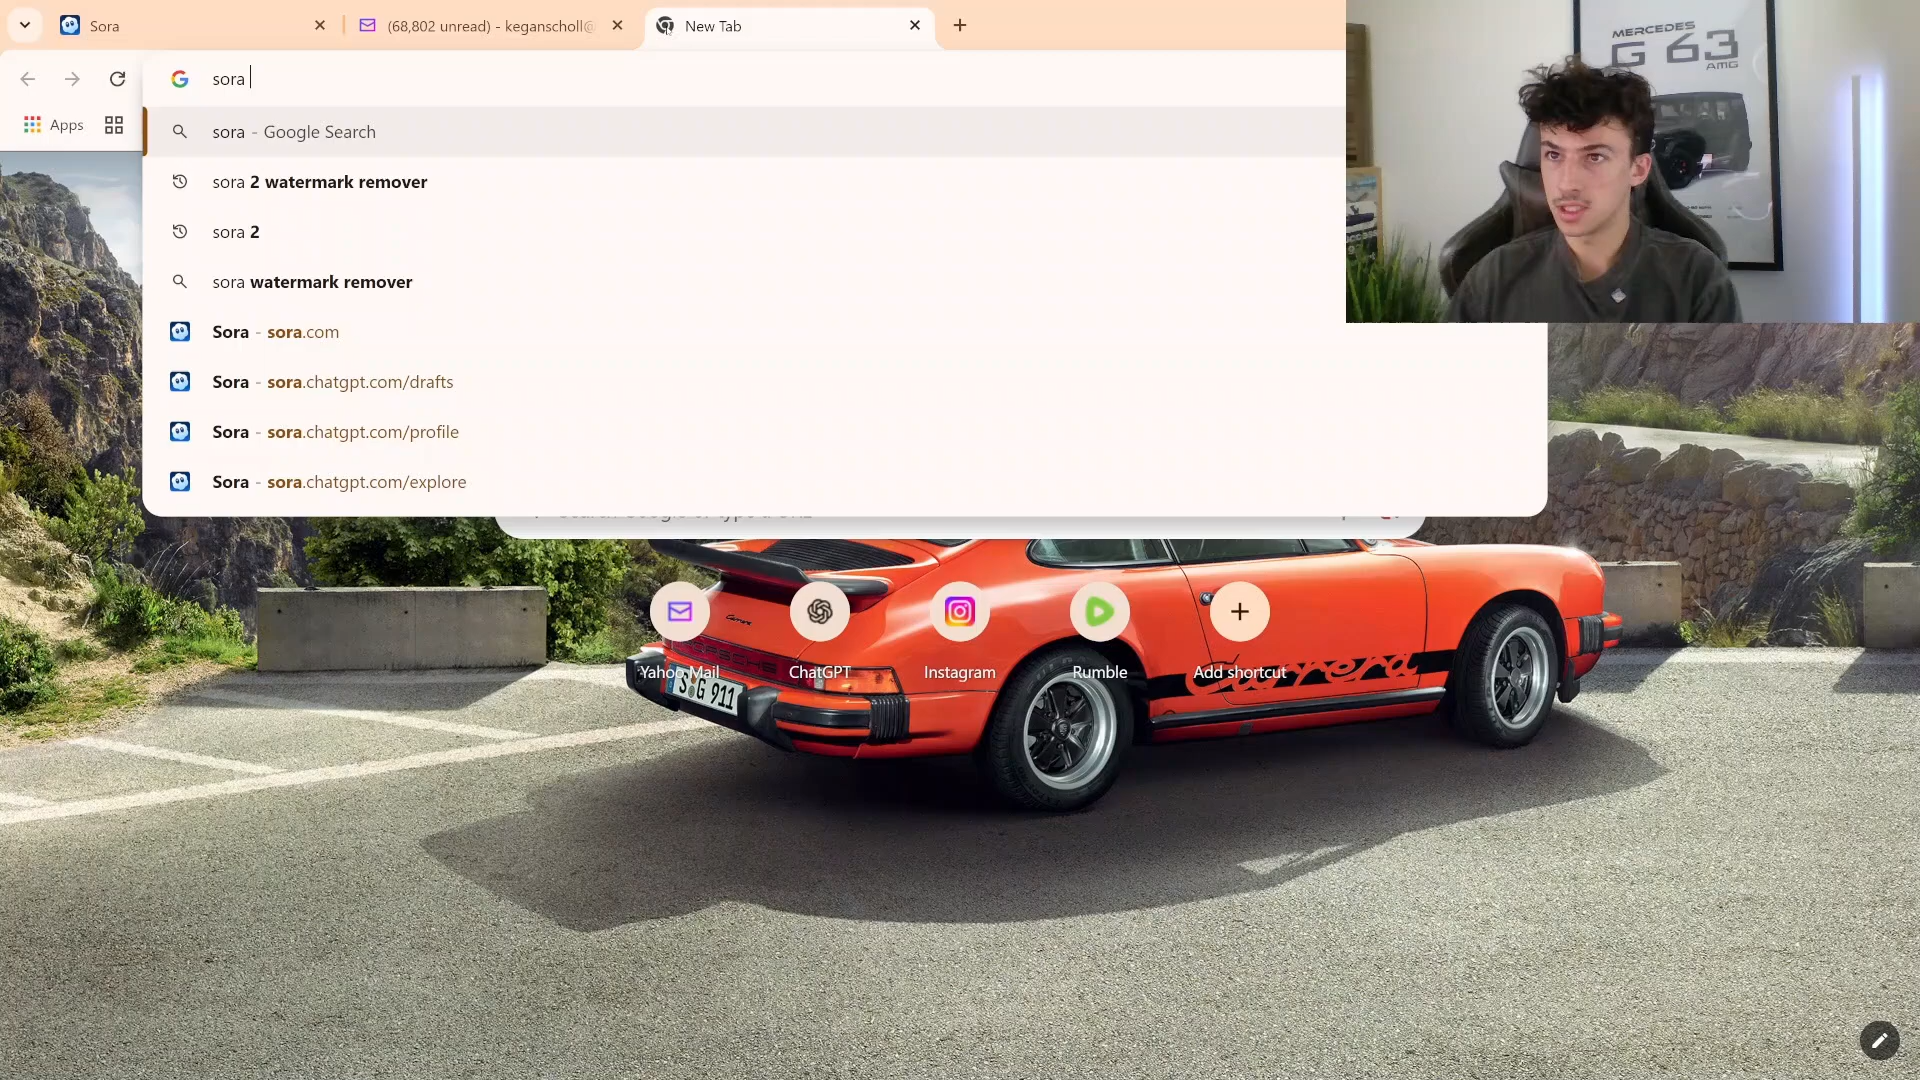 Sora
(68,802 unread) - keganscholl@
New Tab
sora
Apps
sora - Google Search
sora 2 watermark remover
sora 2
sora watermark remover
Sora - sora.com
Sora - sora.chatgpt.com/drafts
Sora - sora.chatgpt.com/profile
Sora - sora.chatgpt.com/explore
MERCEDES
G 63
AMG
Yahoo Mail
ChatGPT
Instagram
Rumble
Add shortcut
Carrera
PORSCHE
S G 911